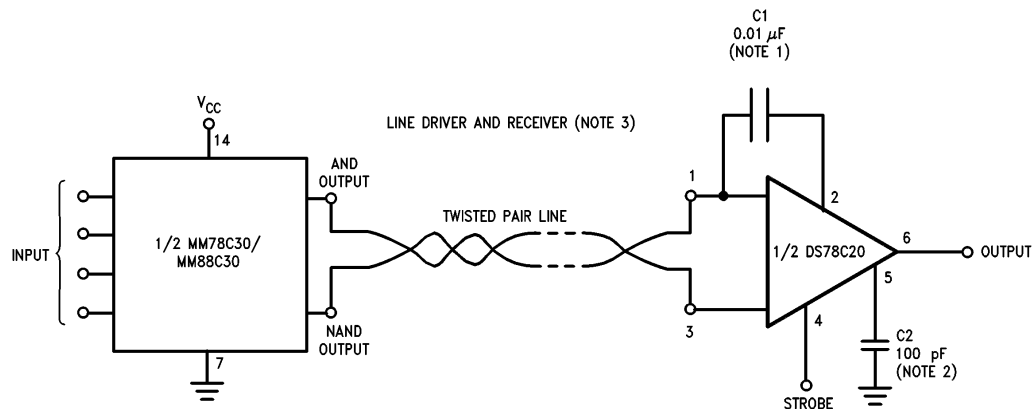 C1
0.01 μF
(NOTE 1)
VCC
14
LINE DRIVER AND RECEIVER (NOTE 3)
AND
OUTPUT
1
2
TWISTED PAIR LINE
INPUT
1/2 MM78C30/
MM88C30
1/2 DS78C20
6
OUTPUT
5
3
4
NAND
OUTPUT
7
C2
100 pF
(NOTE 2)
STROBE